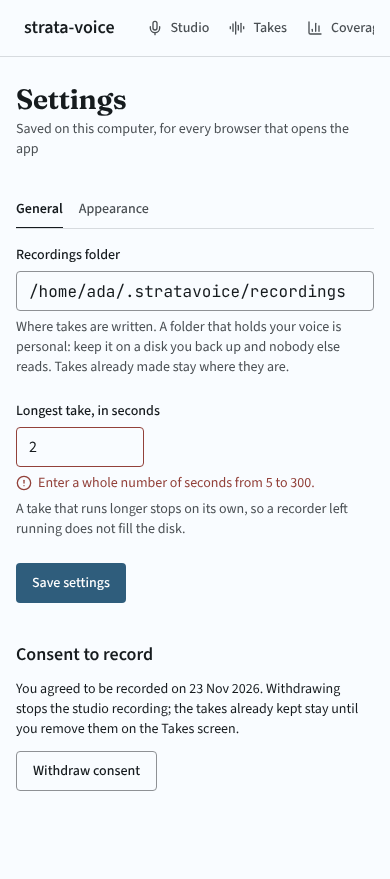 strata-voice
Studio
Takes
Settings
Saved on this computer, for every browser that opens the
app
General
Appearance
Recordings folder
/home/ada/.stratavoice/recordings
Where takes are written. A folder that holds your voice is
personal: keep it on a disk you back up and nobody else
reads. Takes already made stay where they are.
Longest take, in seconds
2
Enter a whole number of seconds from 5 to 300.
A take that runs longer stops on its own, so a recorder left
running does not fill the disk.
Save settings
Consent to record
You agreed to be recorded on 23 Nov 2026. Withdrawing
stops the studio recording; the takes already kept stay until
you remove them on the Takes screen.
Withdraw consent